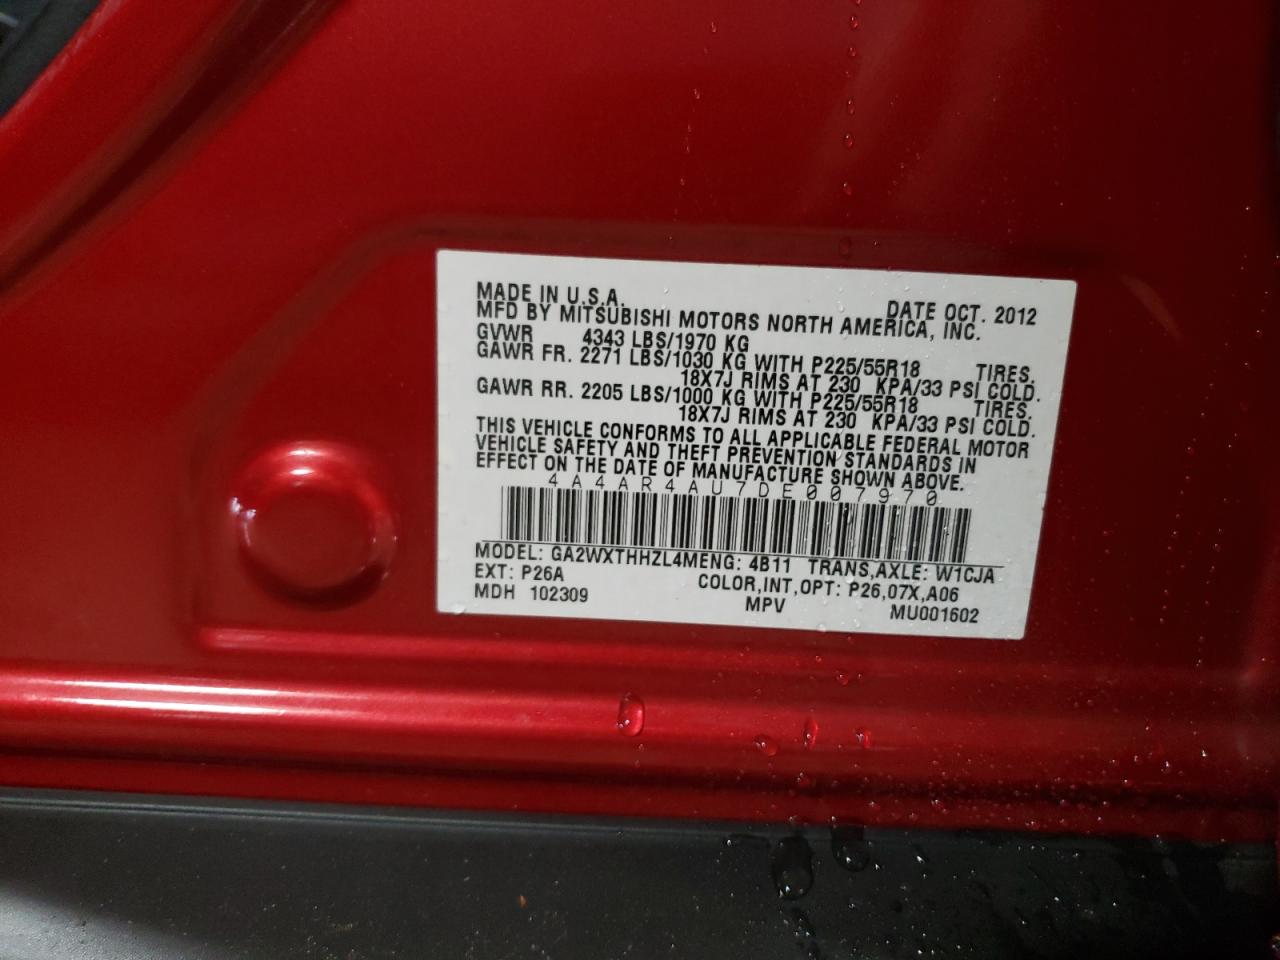 MADE IN U.S.A. DATE OCT. 2012
MFD BY MITSUBISHI MOTORS NORTH AMERICA, INC.
GVWR 4343 LBS/1970 KG
GAWR FR. 2271 LBS/1030 KG WITH P225/55R18 TIRES.
18X7J RIMS AT 230 KPA/33 PSI COLD.
GAWR RR. 2205 LBS/1000 KG WITH P225/55R18 TIRES.
18X7J RIMS AT 230 KPA/33 PSI COLD.
THIS VEHICLE CONFORMS TO ALL APPLICABLE FEDERAL MOTOR
VEHICLE SAFETY AND THEFT PREVENTION STANDARDS IN
EFFECT ON THE DATE OF MANUFACTURE SHOWN ABOVE.
4A4AR4AU7DE007970
MODEL: GA2WXTHHZL4MENG: 4B11 TRANS,AXLE: W1CJA
EXT: P26A COLOR,INT,OPT: P26,07X,A06
MDH 102309 MPV MU001602